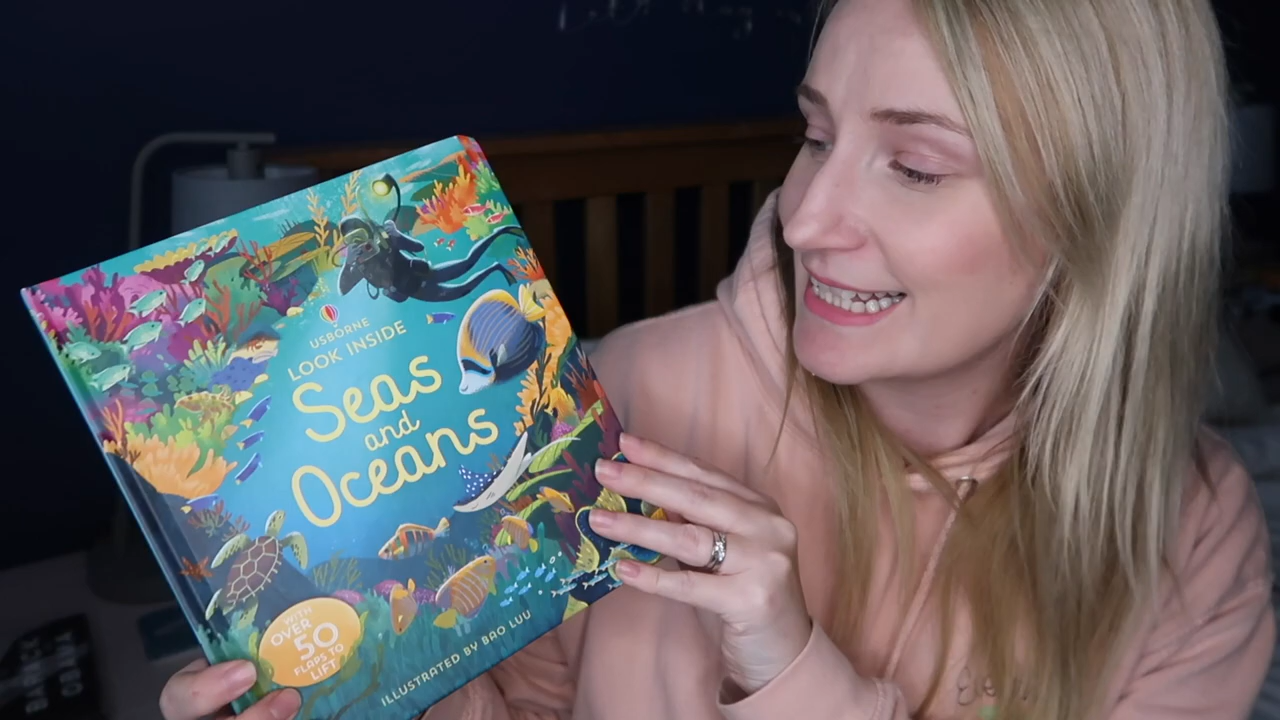 USBORNE
LOOK INSIDE
Seas
and
Oceans
WITH
OVER
50
FLAPS TO
LIFT
ILLUSTRATED BY BAO LUU